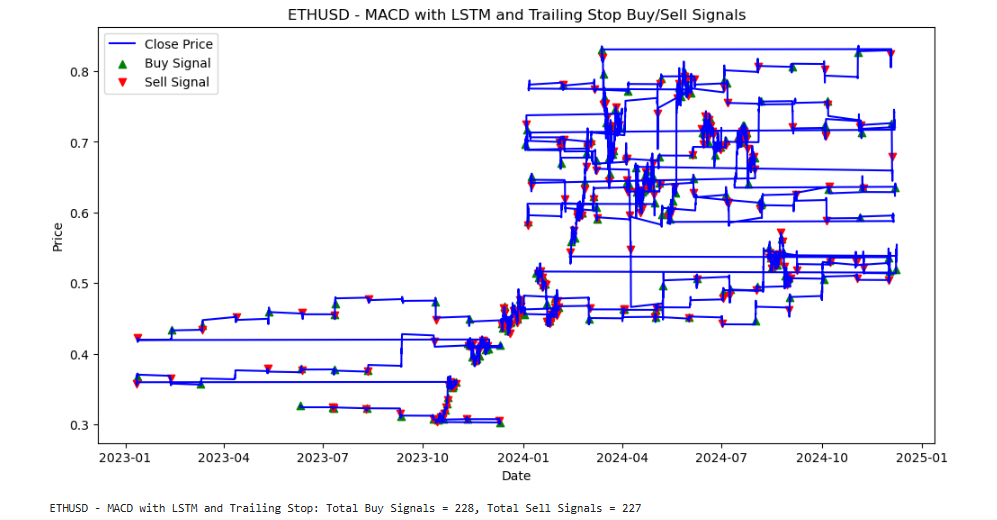 ETHUSD - MACD with LSTM and Trailing Stop Buy/Sell Signals
Close Price
Buy Signal
Sell Signal
0.8
0.7
0.6
0.5
0.4
0.3
Price
2023-01 2023-04 2023-07 2023-10 2024-01 2024-04 2024-07 2024-10 2025-01
Date
ETHUSD - MACD with LSTM and Trailing Stop: Total Buy Signals = 228, Total Sell Signals = 227